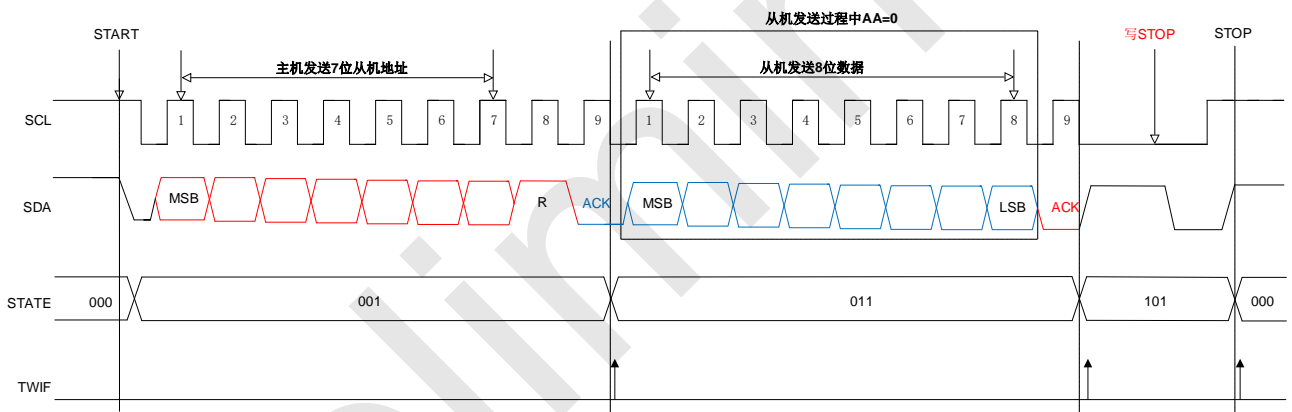 从机发送过程中AA=0
START
写STOP
STOP
主机发送7位从机地址
从机发送8位数据
SCL
1 2 3 4 5 6 7 8 9 1 2 3 4 5 6 7 8 9
SDA
MSB R ACK MSB LSB ACK
STATE 000 001 011 101 000
TWIF